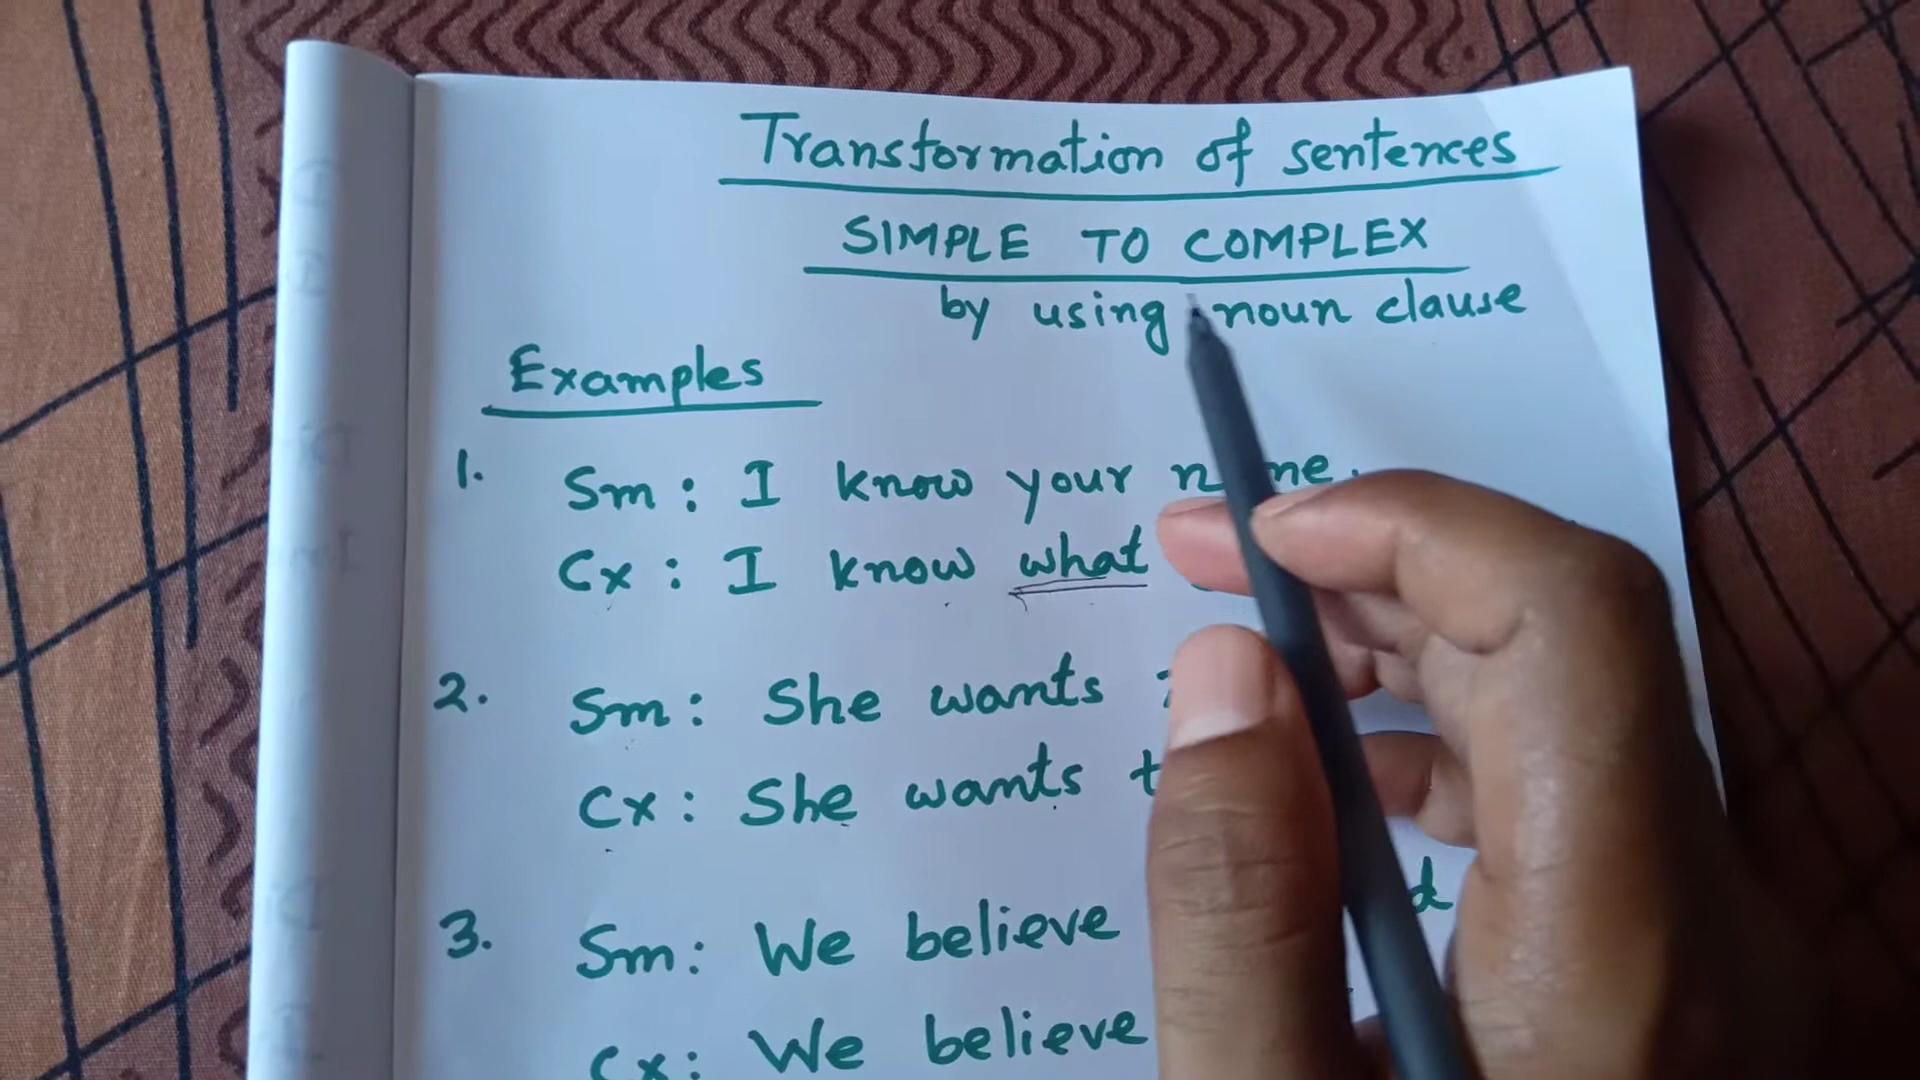 Transformation of sentences
SIMPLE TO COMPLEX
by using noun clause
Examples
1. Sm : I know your name.
Cx : I know what
2. Sm : She wants
Cx : She wants
3. Sm : We believe
Cx : We believe